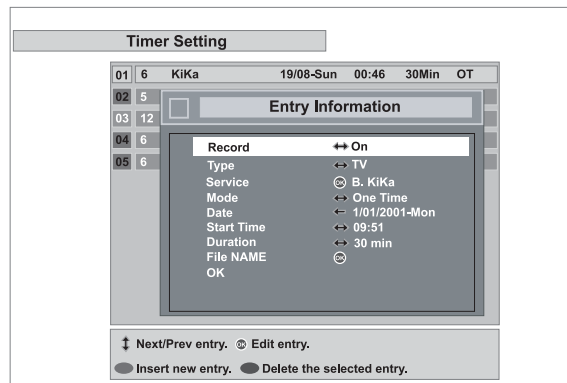 Timer Setting
01 6 KiKa 19/08-Sun 00:46 30Min OT
02 5
03 12
04 6
05 6
Entry Information
Record ↔ On
Type ↔ TV
Service OK B. KiKa
Mode ↔ One Time
Date ← 1/01/2001-Mon
Start Time ↔ 09:51
Duration ↔ 30 min
File NAME OK
OK
↕ Next/Prev entry. OK Edit entry.
Insert new entry. Delete the selected entry.